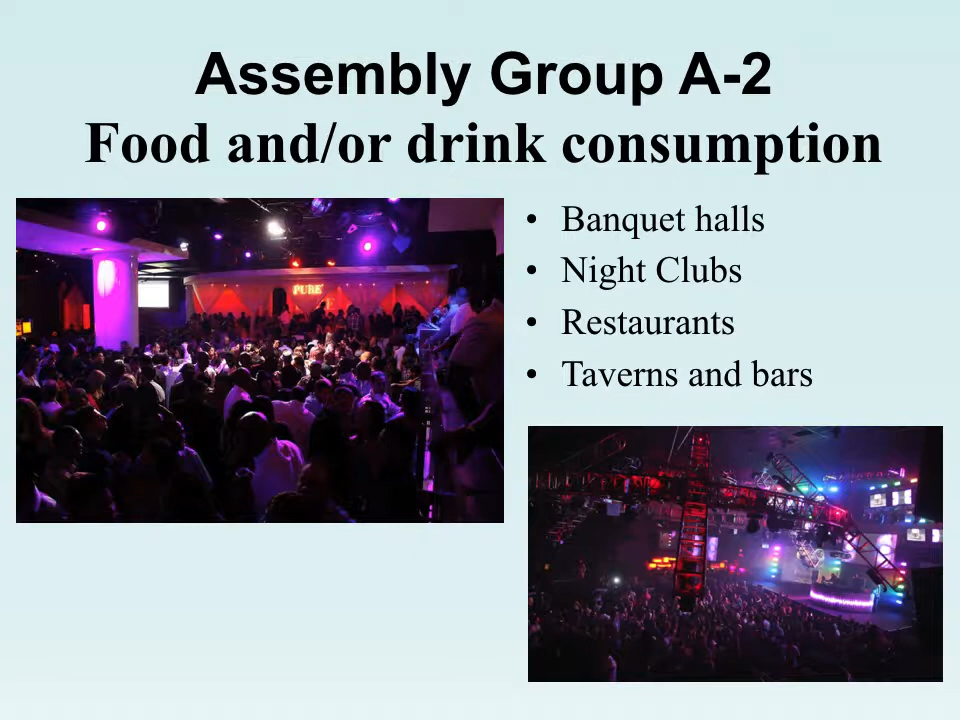 Assembly Group A-2
Food and/or drink consumption
• Banquet halls
• Night Clubs
• Restaurants
• Taverns and bars
PURE